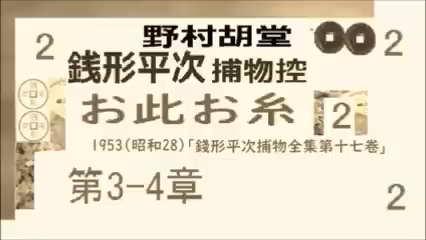 野村胡堂
2
2
銭形平次 捕物控
お此お糸
2
1953(昭和28)「銭形平次捕物全集第十七巻」
第3-4章
2